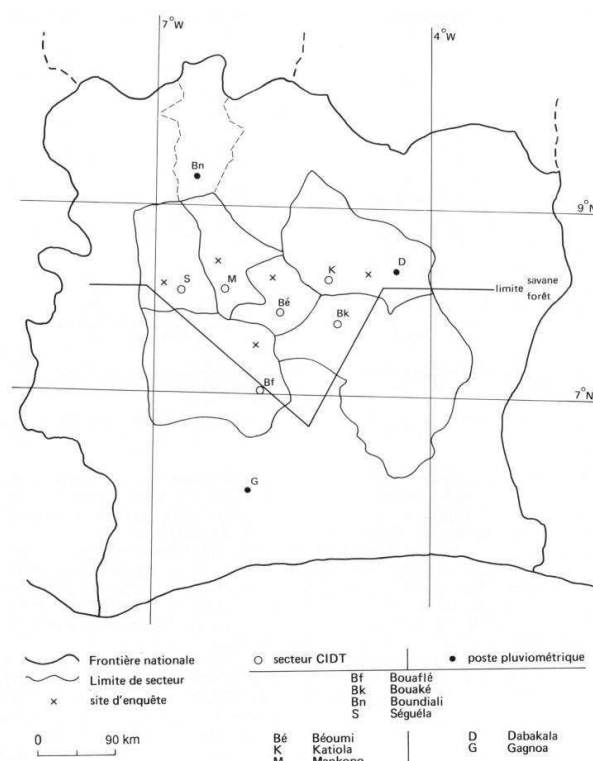 7°W
4°W
Bn
9°N
S
M
K
D
Bé
Bk
limite savane
forêt
Bf
7°N
G
Frontière nationale
Limite de secteur
× site d'enquête
0 90 km
secteur CIDT
poste pluviométrique
Bf Bouaflé
Bk Bouaké
Bn Boundiali
S Séguéla
Bé Béoumi
K Katiola
M Mankono
D Dabakala
G Gagnoa